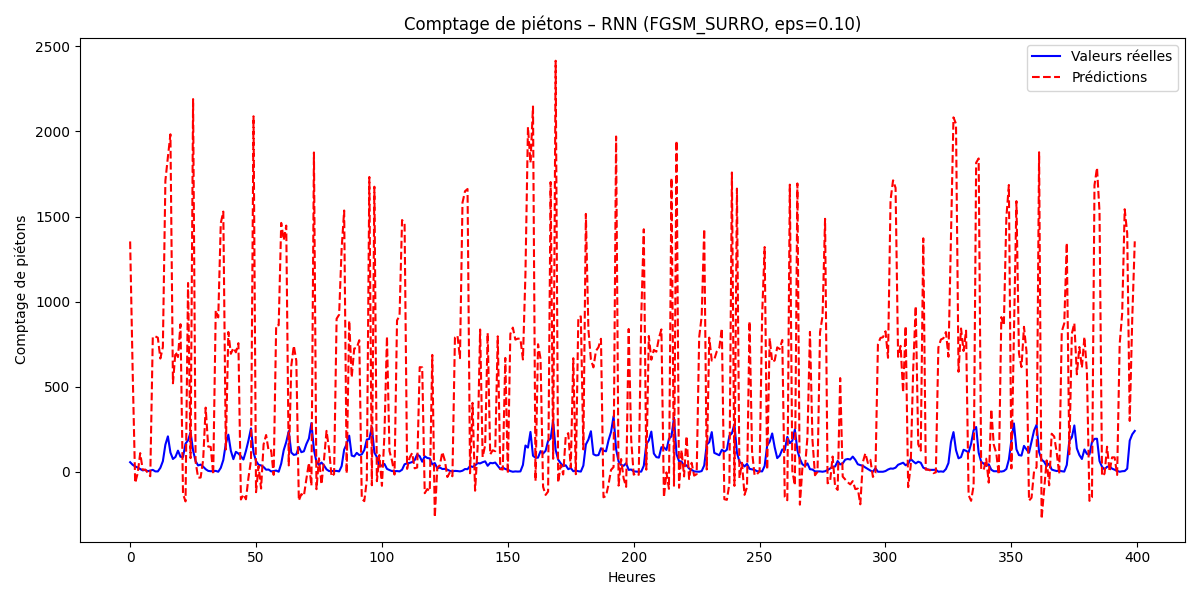 Comptage de piétons – RNN (FGSM_SURRO, eps=0.10)
Valeurs réelles
Prédictions
Comptage de piétons
2500
2000
1500
1000
500
0
0 50 100 150 200 250 300 350 400
Heures